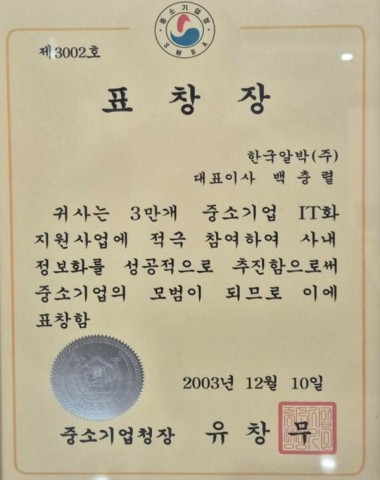 중소기업청
SMBA
제3002호
표 창 장
한국알박(주)
대표이사 백 충 렬
귀사는 3만개 중소기업 IT화
지원사업에 적극 참여하여 사내
정보화를 성공적으로 추진함으로써
중소기업의 모범이 되므로 이에
표창함
2003년 12월 10일
중소기업청장 유 창 무